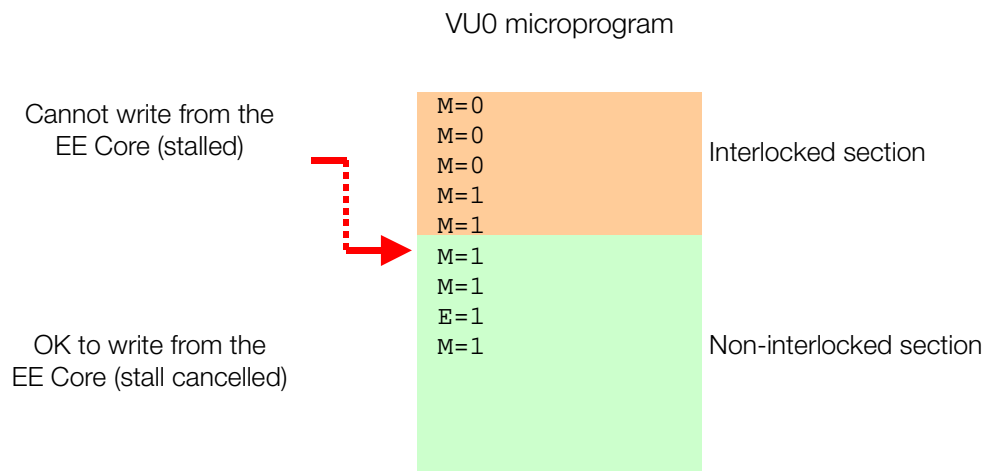 VU0 microprogram
Cannot write from the
EE Core (stalled)
M=0
M=0
M=0
M=1
M=1
M=1
M=1
E=1
M=1
Interlocked section
OK to write from the
EE Core (stall cancelled)
Non-interlocked section